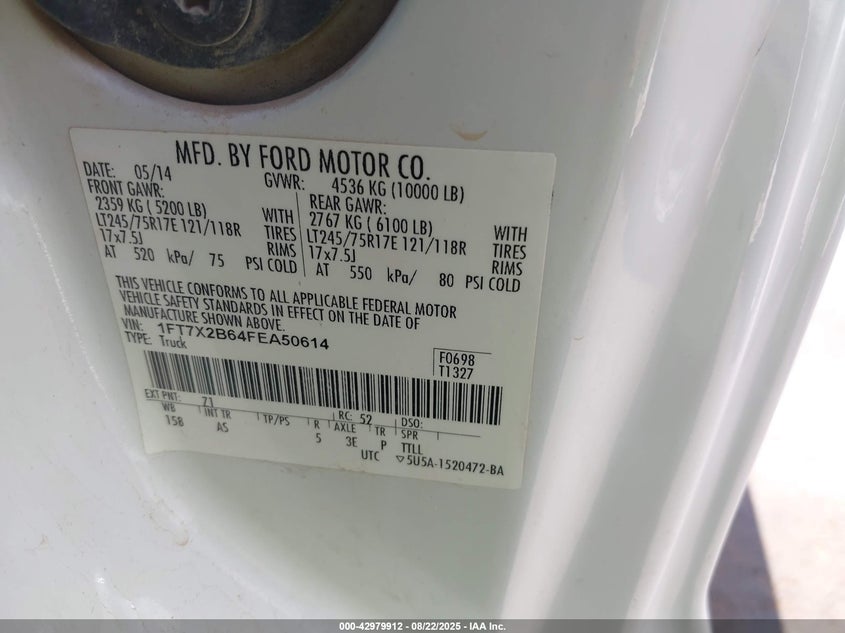 MFD. BY FORD MOTOR CO.
DATE: 05/14 GVWR: 4536 KG (10000 LB)
FRONT GAWR: REAR GAWR:
2359 KG ( 5200 LB) WITH 2767 KG ( 6100 LB) WITH
LT245/75R17E 121/118R TIRES LT245/75R17E 121/118R TIRES
17x7.5J RIMS 17x7.5J RIMS
AT 520 kPa/ 75 PSI COLD AT 550 kPa/ 80 PSI COLD
THIS VEHICLE CONFORMS TO ALL APPLICABLE FEDERAL MOTOR
VEHICLE SAFETY STANDARDS IN EFFECT ON THE DATE OF
MANUFACTURE SHOWN ABOVE.
VIN: 1FT7X2B64FEA50614
TYPE: Truck
F0698
T1327
EXT PNT: Z1 RC: 52 DSO:
WB INT TR TP/PS R AXLE TR SPR
158 AS 5 3E P TTLL
UTC ▽5U5A-1520472-BA
000-42979912 - 08/22/2025 - IAA Inc.